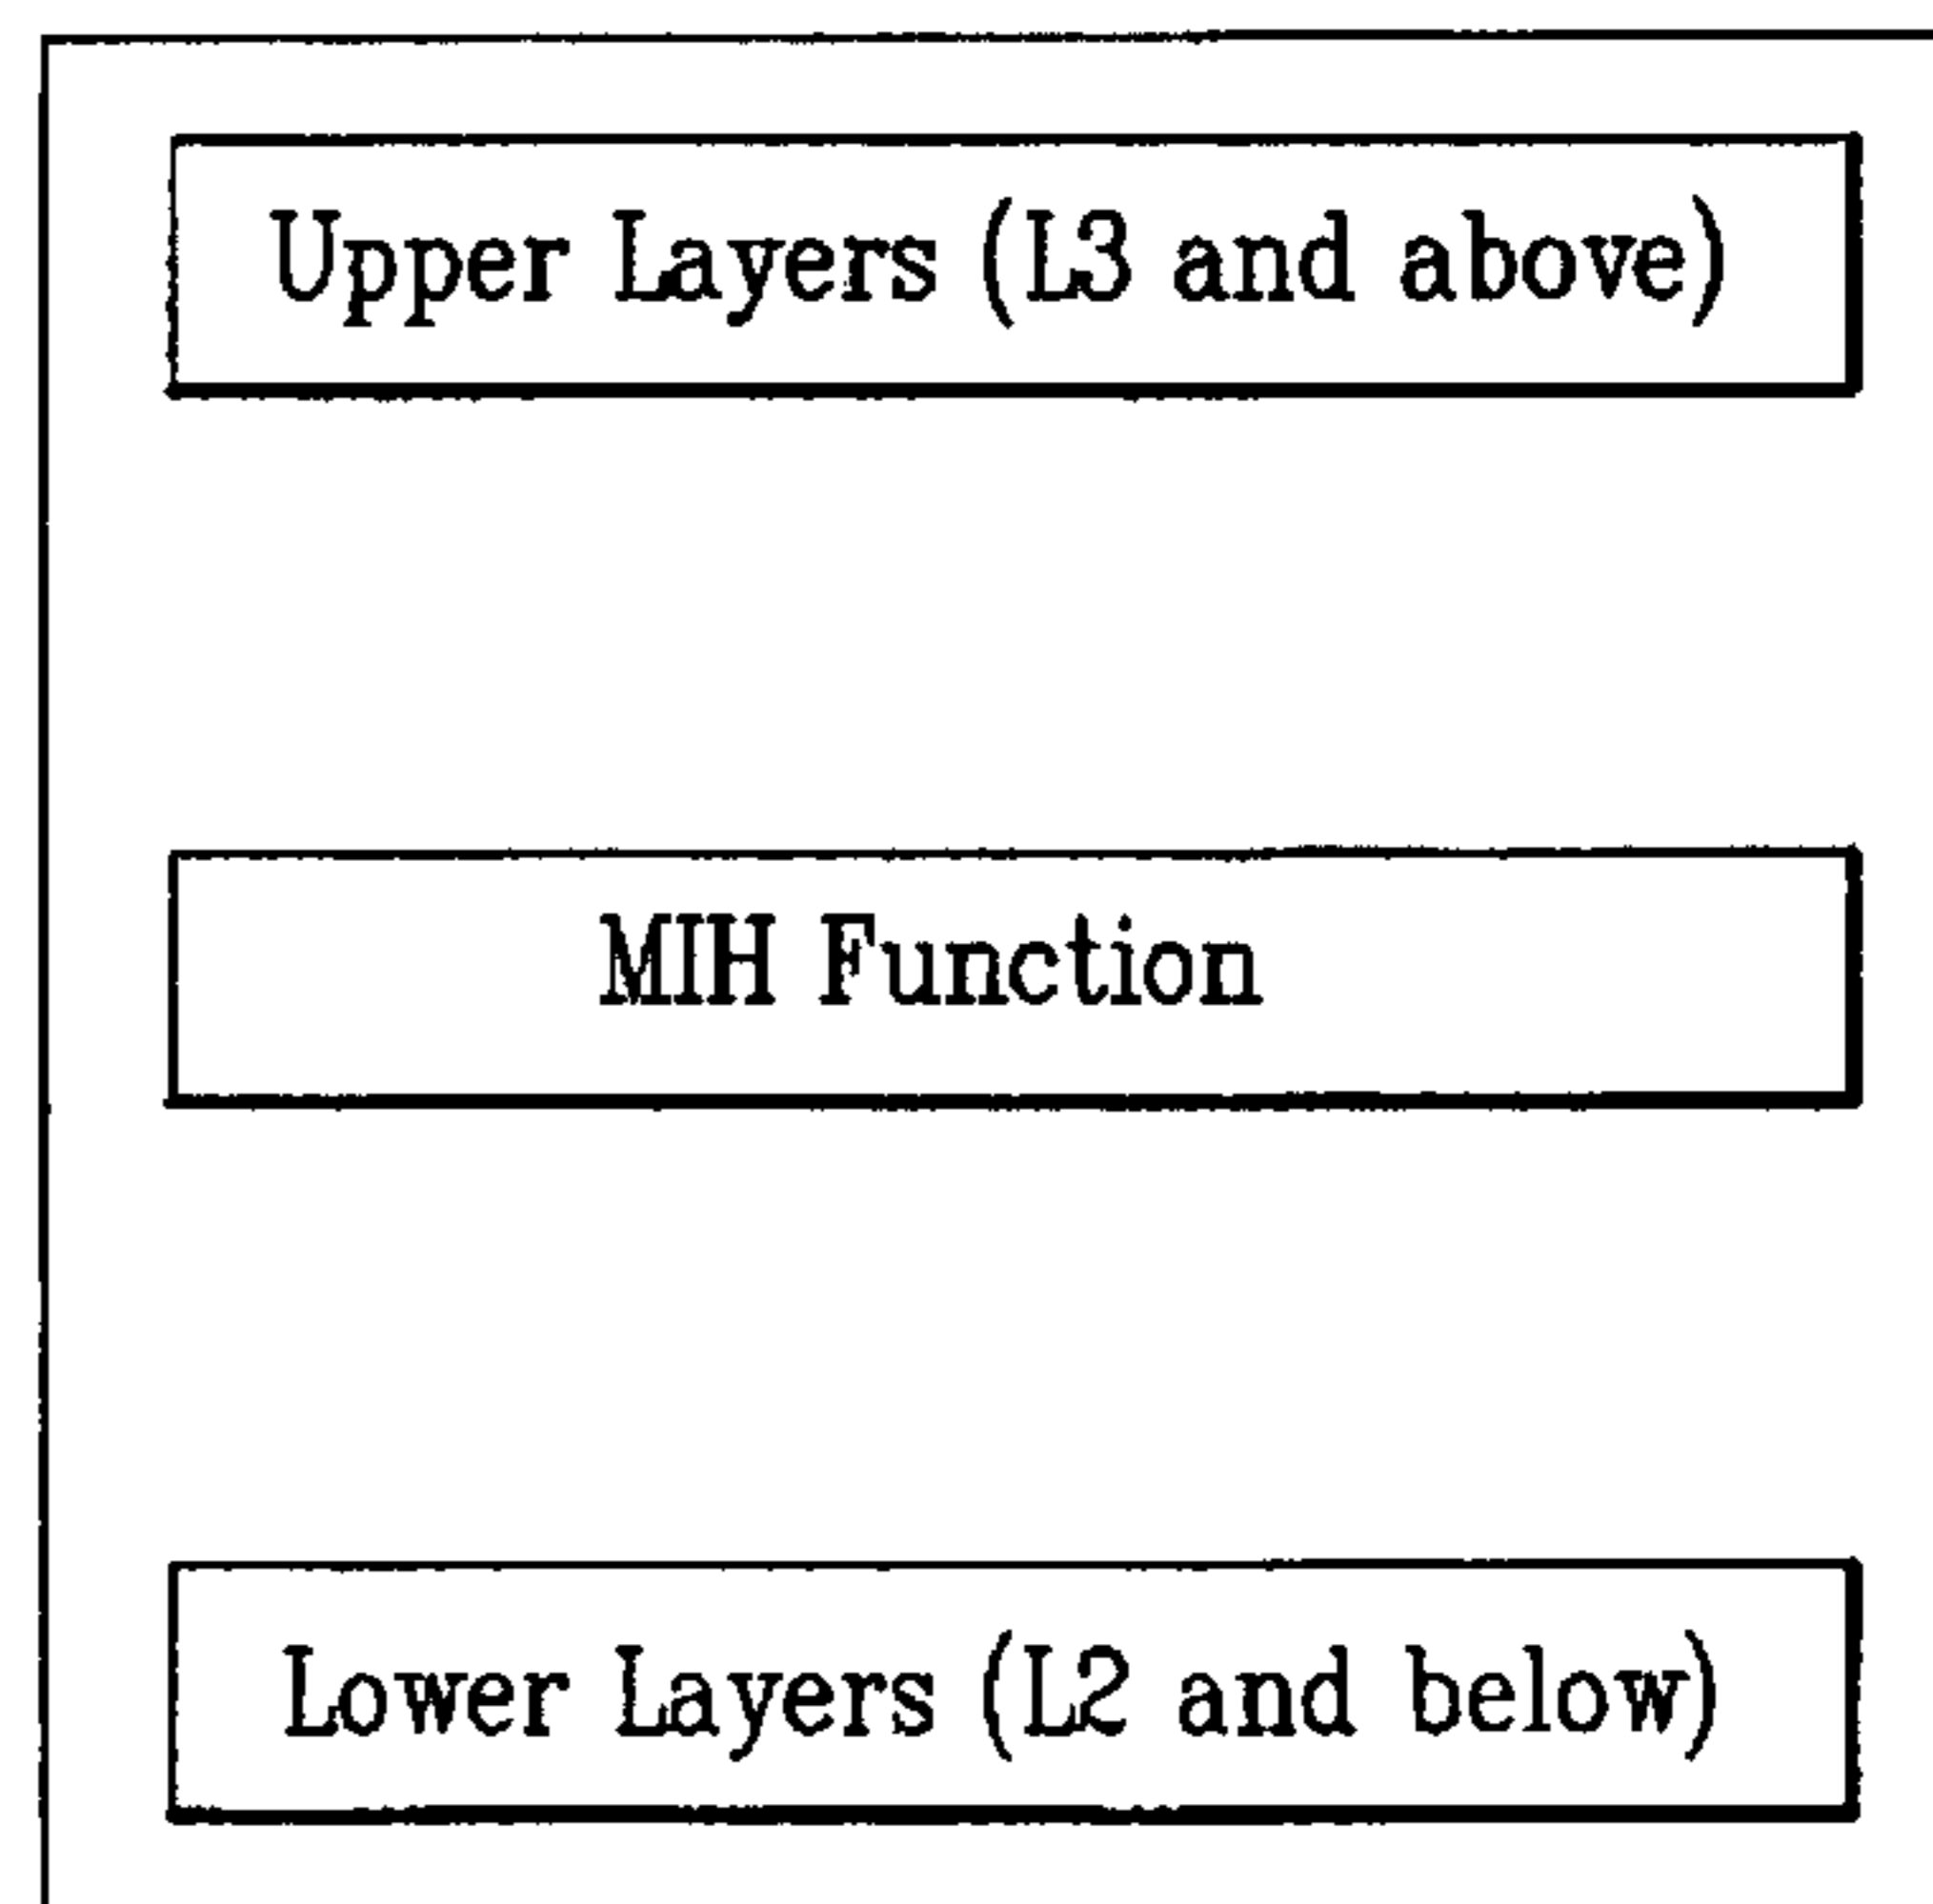 Upper Layers (L3 and above)
MIH Function
Lower Layers (L2 and below)